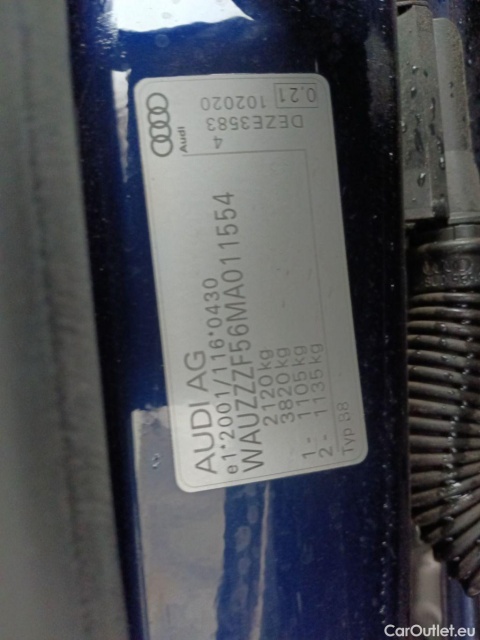 AUDI AG
e1*2001/116*0430
WAUZZZF56MA011554
2120kg
3820kg
1- 1105kg
2- 1135kg
Typ B8
4
DEZE3583
102020 0.21
Audi
CarOutlet.eu